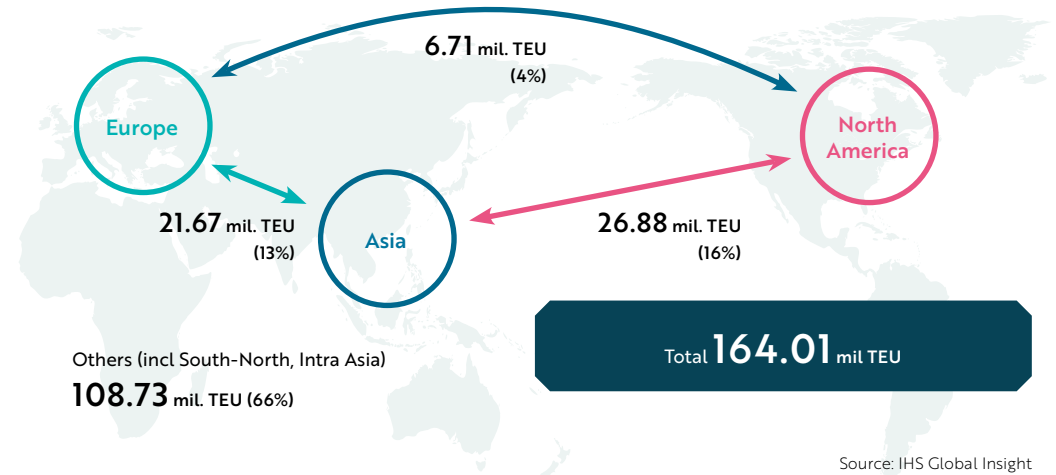 6.71 mil. TEU
(4%)
Europe
North
America
21.67 mil. TEU
(13%)
Asia
26.88 mil. TEU
(16%)
Others (incl South-North, Intra Asia)
108.73 mil. TEU (66%)
Total 164.01 mil TEU
Source: IHS Global Insight